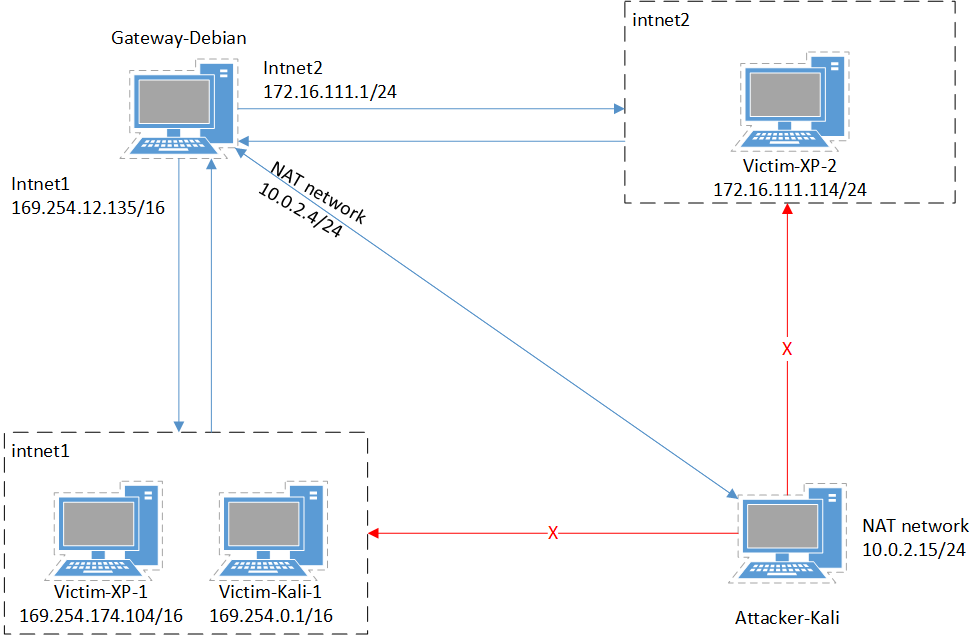 intnet2
Gateway-Debian
Intnet2
172.16.111.1/24
Victim-XP-2
172.16.111.114/24
Intnet1
169.254.12.135/16
NAT network
10.0.2.4/24
X
intnet1
X
Victim-XP-1
169.254.174.104/16
Victim-Kali-1
169.254.0.1/16
NAT network
10.0.2.15/24
Attacker-Kali